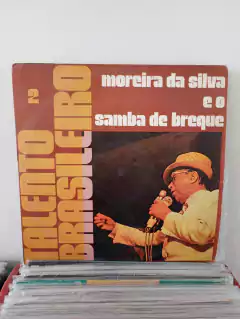 2
TALENTO
BRASILEIRO
moreira da silva
e o
samba de breque